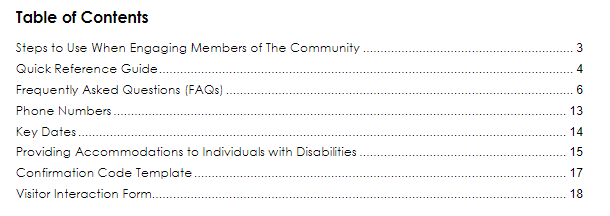 Table of Contents
Steps to Use When Engaging Members of The Community ........................................................ 3
Quick Reference Guide........................................................................................................................ 4
Frequently Asked Questions (FAQs) .................................................................................................... 6
Phone Numbers .................................................................................................................................... 13
Key Dates............................................................................................................................................... 14
Providing Accommodations to Individuals with Disabilities ......................................................... 15
Confirmation Code Template ............................................................................................................. 17
Visitor Interaction Form......................................................................................................................... 18